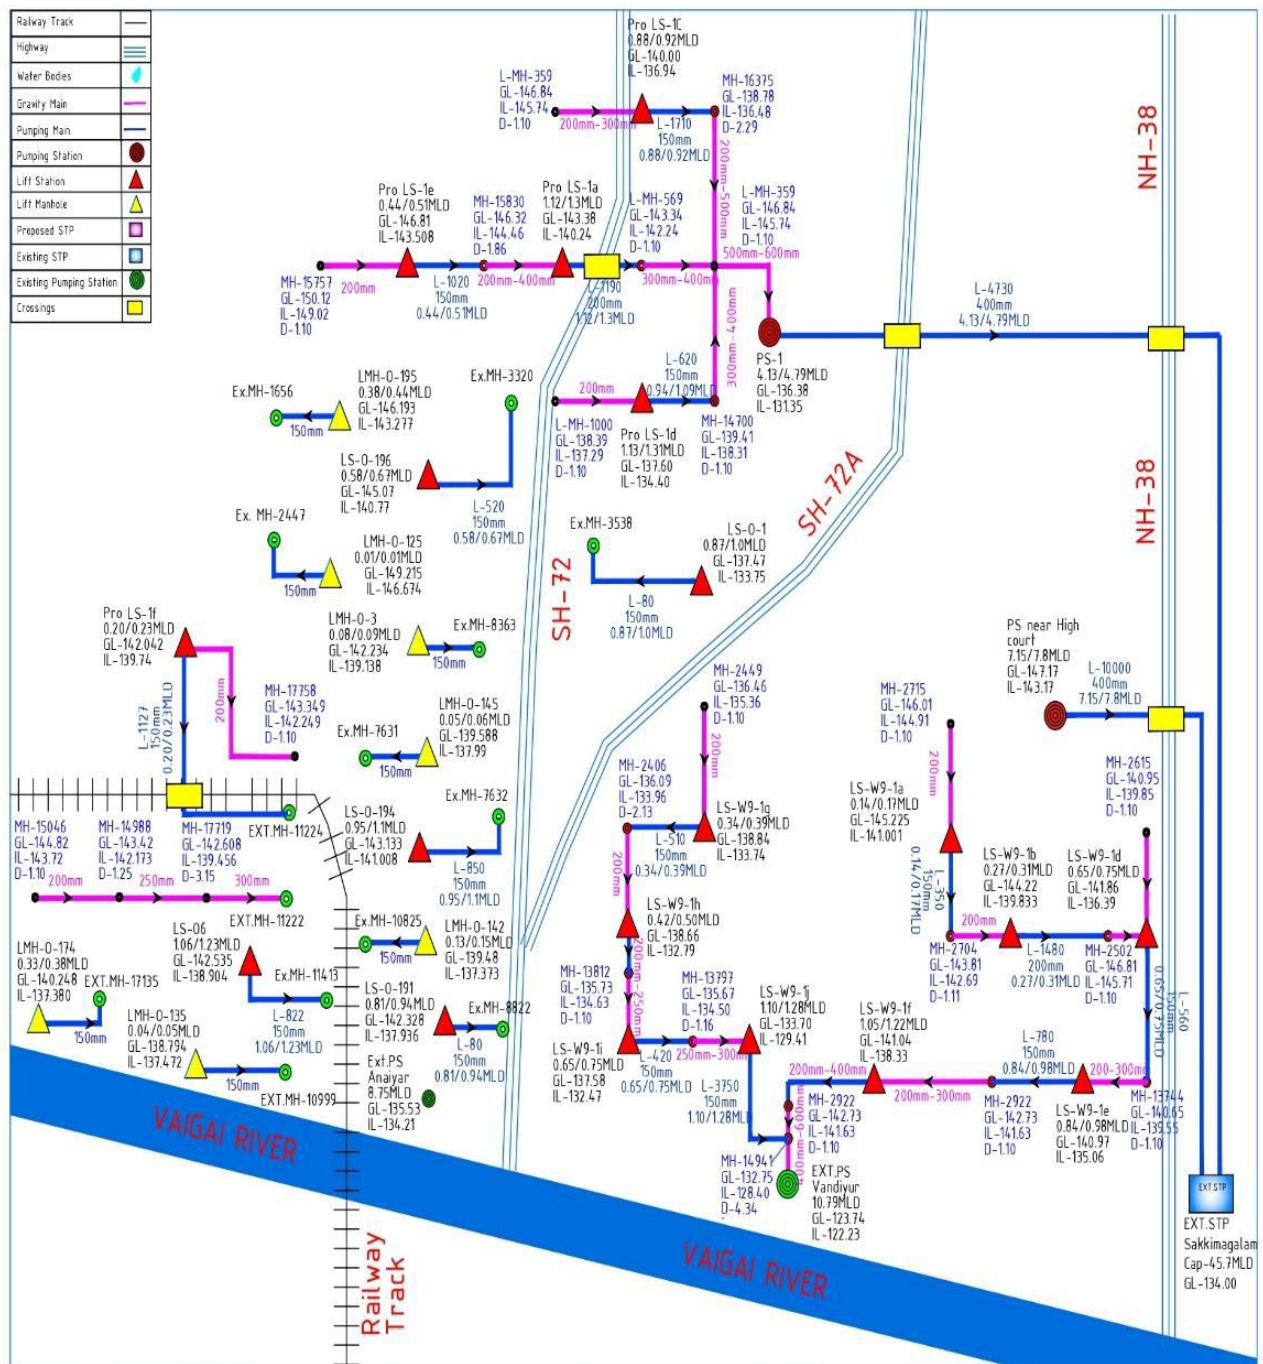 Railway Track
Highway
Water Bodies
Gravity Main
Pumping Main
Pumping Station
Lift Station
Lift Manhole
Proposed STP
Existing STP
Existing Pumping Station
Crossings
Pro LS-1C
0.88/0.92MLD
GL-140.00
IL-136.94
L-MH-359
GL-146.84
IL-145.74
D-1.10
200mm-300mm
L-1710
150mm
0.88/0.92MLD
MH-16375
GL-138.78
IL-136.48
D-2.29
200mm-500mm
NH-38
Pro LS-1e
0.44/0.51MLD
GL-146.81
IL-143.508
MH-15830
GL-146.32
IL-144.46
D-1.86
Pro LS-1a
1.12/1.3MLD
GL-143.38
IL-140.24
L-MH-569
GL-143.34
IL-142.24
D-1.10
L-MH-359
GL-146.84
IL-145.74
D-1.10
500mm-600mm
MH-15757
GL-150.12
IL-149.02
D-1.10
200mm
L-1020
150mm
0.44/0.51MLD
200mm-400mm
L-1190
200mm
1.12/1.3MLD
300mm-400mm
300mm-400mm
L-4730
400mm
4.13/4.79MLD
PS-1
4.13/4.79MLD
GL-136.38
IL-131.35
Ex.MH-1656
150mm
LMH-0-195
0.38/0.44MLD
GL-146.193
IL-143.277
Ex.MH-3320
200mm
L-620
150mm
0.94/1.09MLD
L-MH-1000
GL-138.39
IL-137.29
D-1.10
Pro LS-1d
1.13/1.31MLD
GL-137.60
IL-134.40
MH-14700
GL-139.41
IL-138.31
D-1.10
LS-0-196
0.58/0.67MLD
GL-145.07
IL-140.77
L-520
150mm
0.58/0.67MLD
SH-72A
NH-38
Ex. MH-2447
150mm
LMH-0-125
0.01/0.01MLD
GL-149.215
IL-146.674
Ex.MH-3538
LS-0-1
0.87/1.0MLD
GL-137.47
IL-133.75
L-80
150mm
0.87/1.0MLD
SH-72
Pro LS-1f
0.20/0.23MLD
GL-142.042
IL-139.74
200mm
L-1127
150mm
0.20/0.23MLD
MH-17758
GL-143.349
IL-142.249
D-1.10
LMH-0-3
0.08/0.09MLD
GL-142.234
IL-139.138
150mm
Ex.MH-8363
LMH-0-145
0.05/0.06MLD
GL-139.588
IL-137.99
Ex.MH-7631
150mm
PS near High
court
7.15/7.8MLD
GL-147.17
IL-143.17
L-10000
400mm
7.15/7.8MLD
MH-2449
GL-136.46
IL-135.36
D-1.10
200mm
MH-2715
GL-146.01
IL-144.91
D-1.10
200mm
MH-2406
GL-136.09
IL-133.96
D-2.13
MH-2615
GL-140.95
IL-139.85
D-1.10
LS-W9-1a
0.14/0.17MLD
GL-145.225
IL-141.001
LS-W9-1g
0.34/0.39MLD
GL-138.84
IL-133.74
L-510
150mm
0.34/0.39MLD
200mm
LS-0-194
0.95/1.1MLD
GL-143.133
IL-141.008
Ex.MH-7632
L-850
150mm
0.95/1.1MLD
MH-15046
GL-144.82
IL-143.72
D-1.10
MH-14988
GL-143.42
IL-142.173
D-1.25
MH-17719
GL-142.608
IL-139.456
D-3.15
EXT.MH-11224
200mm
250mm
300mm
EXT.MH-11222
L-350
150mm
0.14/0.17MLD
LS-W9-1b
0.27/0.31MLD
GL-144.22
IL-139.833
LS-W9-1d
0.65/0.75MLD
GL-141.86
IL-136.39
LS-W9-1h
0.42/0.50MLD
GL-138.66
IL-132.79
200mm-250mm
MH-2704
GL-143.81
IL-142.69
D-1.11
200mm
L-1480
200mm
0.27/0.31MLD
MH-2502
GL-146.81
IL-145.71
D-1.10
L-560
150mm
0.65/0.75MLD
LS-06
1.06/1.23MLD
GL-142.535
IL-138.904
Ex.MH-10825
150mm
LMH-0-142
0.13/0.15MLD
GL-139.48
IL-137.373
LMH-0-174
0.33/0.38MLD
GL-140.248
IL-137.380
EXT.MH-17135
150mm
Ex.MH-11413
L-822
150mm
1.06/1.23MLD
LMH-0-135
0.04/0.05MLD
GL-138.794
IL-137.472
150mm
EXT.MH-10999
LS-0-191
0.81/0.94MLD
GL-142.328
IL-137.936
Ex.MH-8822
L-80
150mm
0.81/0.94MLD
Ext.PS
Anaiyar
8.75MLD
GL-135.53
IL-134.21
MH-13812
GL-135.73
IL-134.63
D-1.10
MH-13797
GL-135.67
IL-134.50
D-1.16
LS-W9-1j
1.10/1.28MLD
GL-133.70
IL-129.41
LS-W9-1i
0.65/0.75MLD
GL-137.58
IL-132.47
L-420
150mm
0.65/0.75MLD
250mm-300mm
L-3750
150mm
1.10/1.28MLD
LS-W9-1f
1.05/1.22MLD
GL-141.04
IL-138.33
200mm-400mm
200mm-300mm
L-780
150mm
0.84/0.98MLD
200-300mm
MH-2922
GL-142.73
IL-141.63
D-1.10
MH-2922
GL-142.73
IL-141.63
D-1.10
LS-W9-1e
0.84/0.98MLD
GL-140.97
IL-135.06
MH-13744
GL-140.65
IL-139.55
D-1.10
400mm-600mm
MH-14941
GL-132.75
IL-128.40
D-4.34
EXT.PS
Vandiyur
10.79MLD
GL-123.74
IL-122.23
EXT.STP
EXT.STP
Sakkimagalam
Cap-45.7MLD
GL-134.00
VAIGAI RIVER
VAIGAI RIVER
Railway
Track